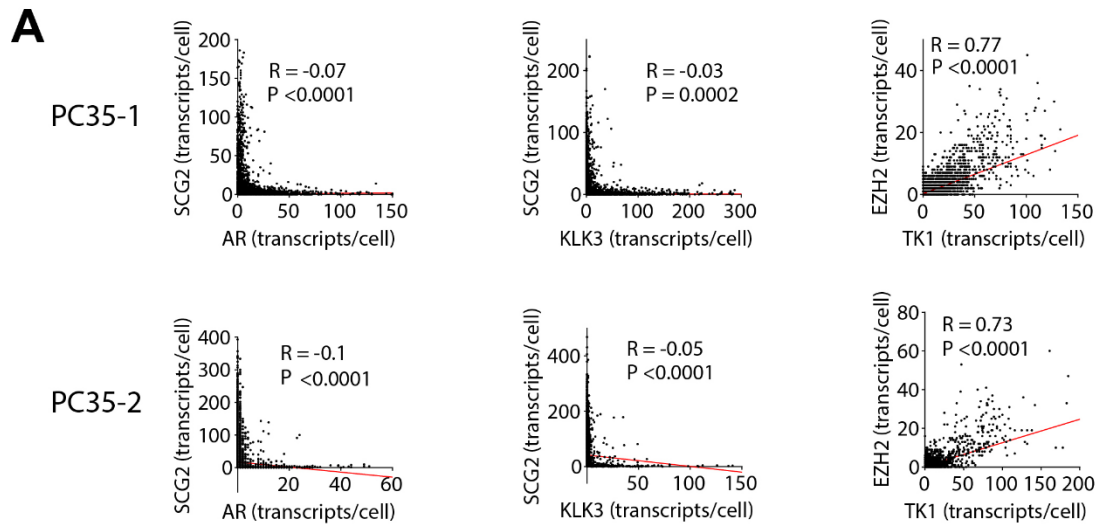 A
PC35-1
SCG2 (transcripts/cell)
200
150
100
50
0
R = -0.07
P <0.0001
0 50 100 150
AR (transcripts/cell)
SCG2 (transcripts/cell)
200
100
0
R = -0.03
P = 0.0002
0 100 200 300
KLK3 (transcripts/cell)
EZH2 (transcripts/cell)
40
20
0
R = 0.77
P <0.0001
0 50 100 150
TK1 (transcripts/cell)
PC35-2
SCG2 (transcripts/cell)
400
300
200
100
0
R = -0.1
P <0.0001
20 40 60
AR (transcripts/cell)
SCG2 (transcripts/cell)
400
200
0
R = -0.05
P <0.0001
50 100 150
KLK3 (transcripts/cell)
EZH2 (transcripts/cell)
80
60
40
20
0
R = 0.73
P <0.0001
0 50 100 150 200
TK1 (transcripts/cell)